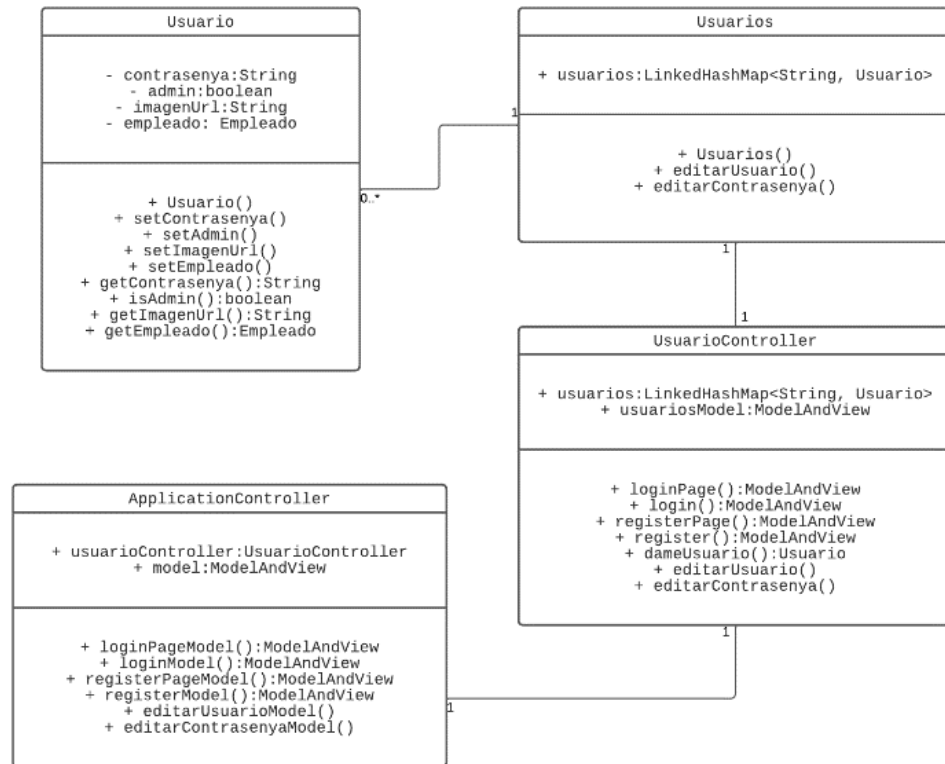 Usuario
- contrasenya:String
- admin:boolean
- imagenUrl:String
- empleado: Empleado
+ Usuario()
+ setContrasenya()
+ setAdmin()
+ setImagenUrl()
+ setEmpleado()
+ getContrasenya():String
+ isAdmin():boolean
+ getImagenUrl():String
+ getEmpleado():Empleado
0..*
1
Usuarios
+ usuarios:LinkedHashMap<String, Usuario>
+ Usuarios()
+ editarUsuario()
+ editarContrasenya()
1
1
UsuarioController
+ usuarios:LinkedHashMap<String, Usuario>
+ usuariosModel:ModelAndView
+ loginPage():ModelAndView
+ login():ModelAndView
+ registerPage():ModelAndView
+ register():ModelAndView
+ dameUsuario():Usuario
+ editarUsuario()
+ editarContrasenya()
1
1
ApplicationController
+ usuarioController:UsuarioController
+ model:ModelAndView
+ loginPageModel():ModelAndView
+ loginModel():ModelAndView
+ registerPageModel():ModelAndView
+ registerModel():ModelAndView
+ editarUsuarioModel()
+ editarContrasenyaModel()